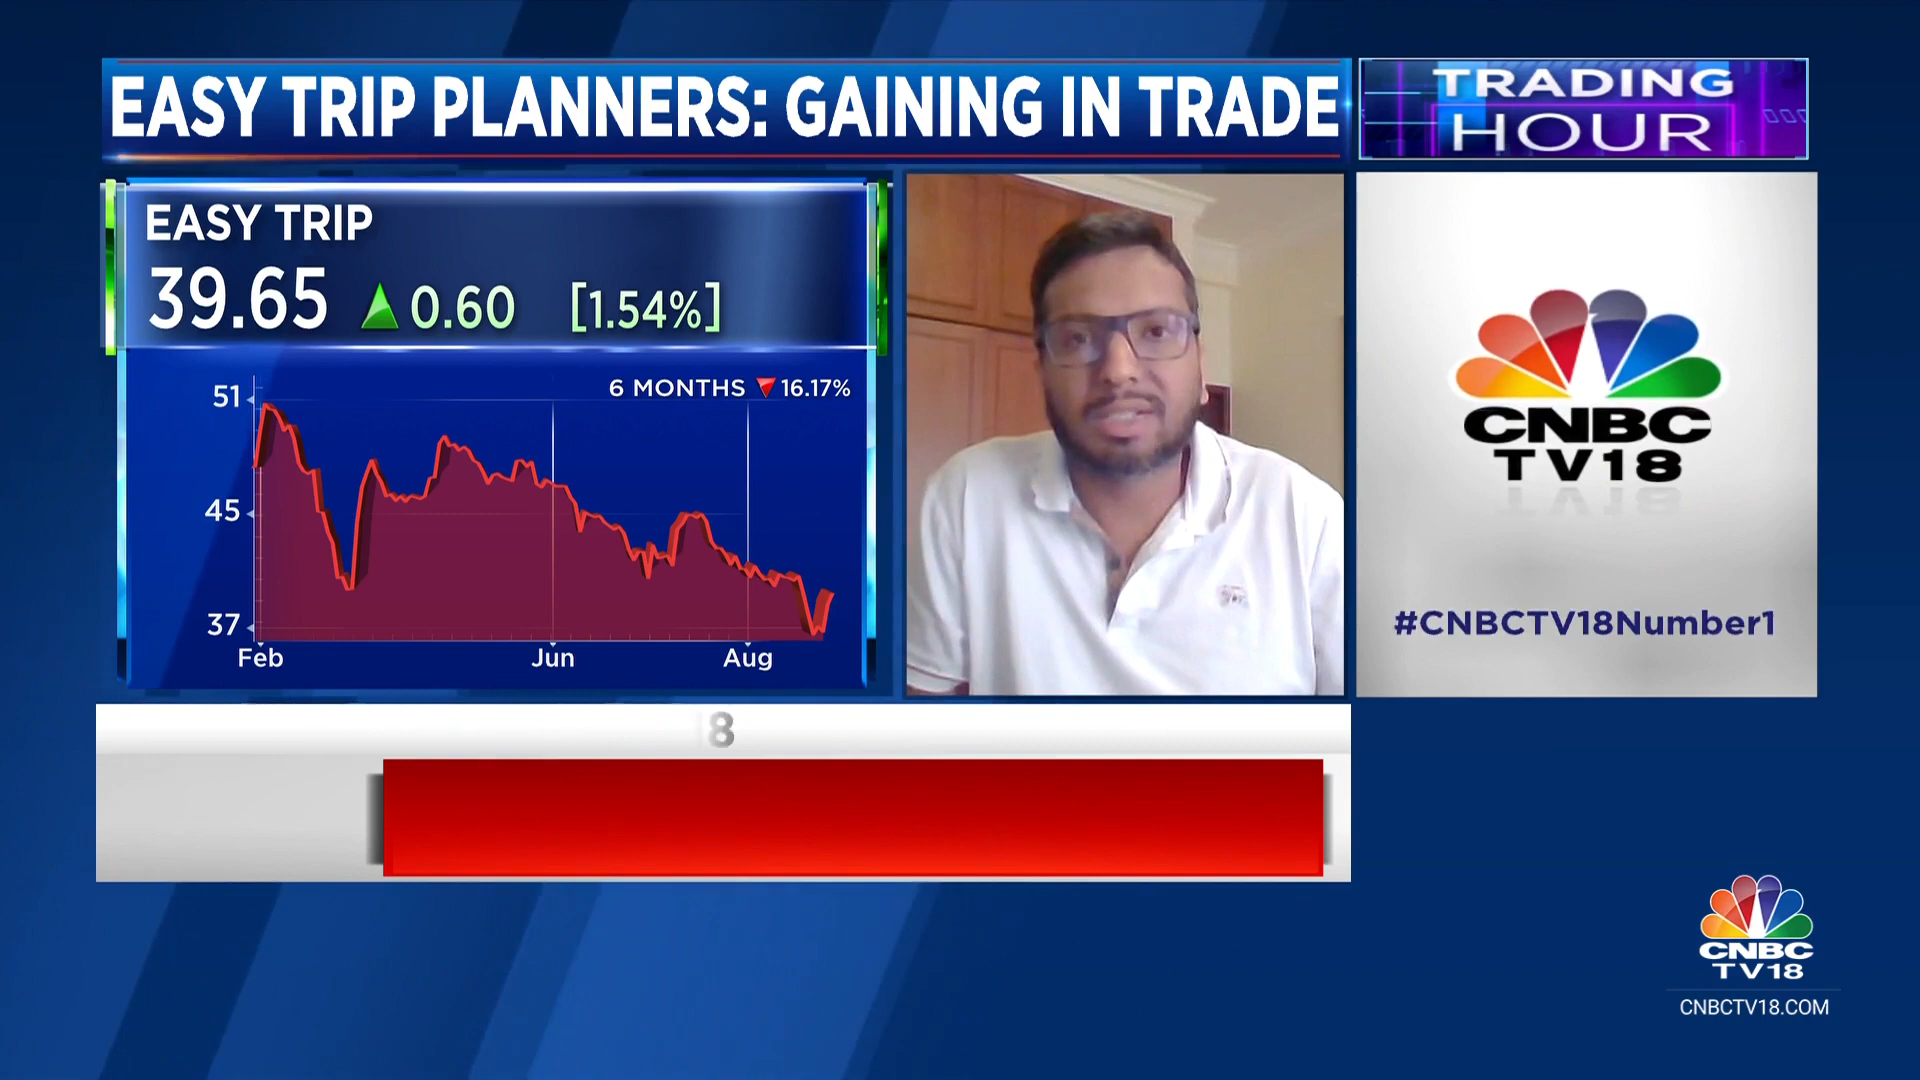 EASY TRIP PLANNERS: GAINING IN TRADE
TRADING
HOUR
EASY TRIP
39.65 ▲ 0.60 [1.54%]
6 MONTHS ▼ 16.17%
51
45
37
Feb Jun Aug
CNBC
TV18
#CNBCTV18Number1
8
CNBC
TV18
CNBCTV18.COM